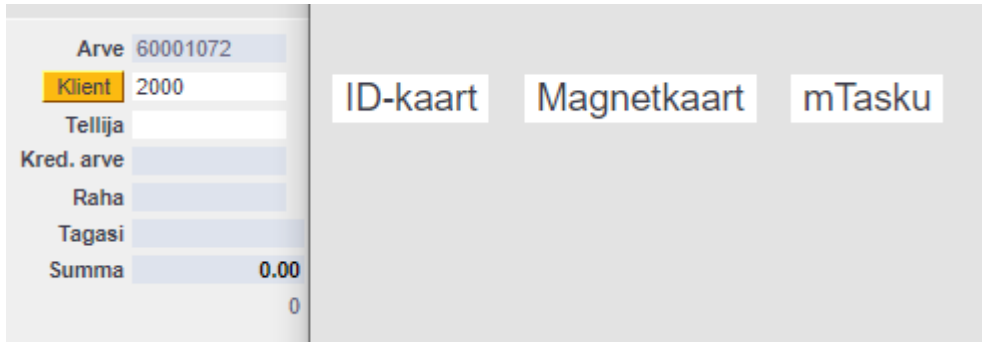 Arve 60001072
Klient 2000
Tellija
Kred. arve
Raha
Tagasi
Summa 0.00
0
ID-kaart Magnetkaart mTasku